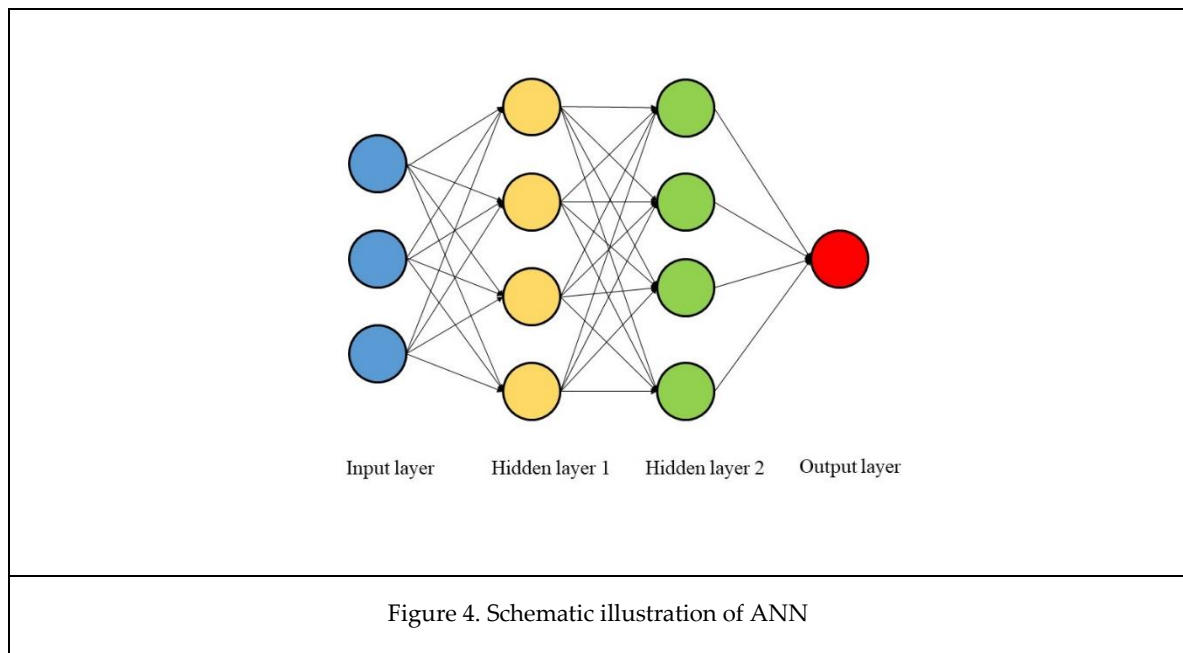 Input layer Hidden layer 1 Hidden layer 2 Output layer
Figure 4. Schematic illustration of ANN